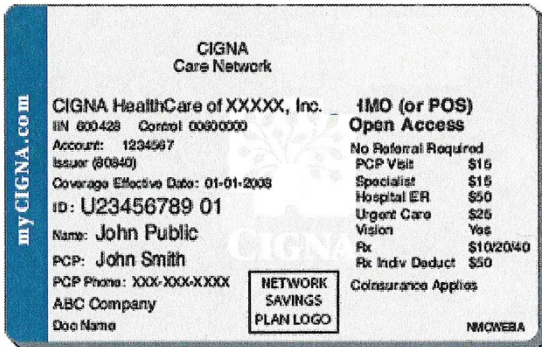 myCIGNA.com
CIGNA
Care Network
CIGNA HealthCare of XXXXX, Inc.
IIN 600428 Control 00600000
Account: 1234567
Issuer (80840)
Coverage Effective Date: 01-01-2008
ID: U23456789 01
Name: John Public
PCP: John Smith
PCP Phone: XXX-XXX-XXXX
ABC Company
Doc Name
NETWORK
SAVINGS
PLAN LOGO
CIGNA
HMO (or POS)
Open Access
No Referral Required
PCP Visit $15
Specialist $15
Hospital ER $50
Urgent Care $25
Vision Yes
Rx $10/20/40
Rx Indiv Deduct $50
Coinsurance Applies
NMCWEBA